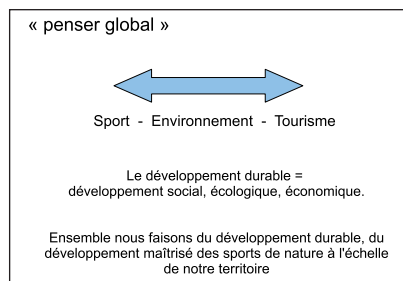 « penser global »
Sport - Environnement - Tourisme
Le développement durable =
développement social, écologique, économique.
Ensemble nous faisons du développement durable, du
développement maîtrisé des sports de nature à l'échelle
de notre territoire